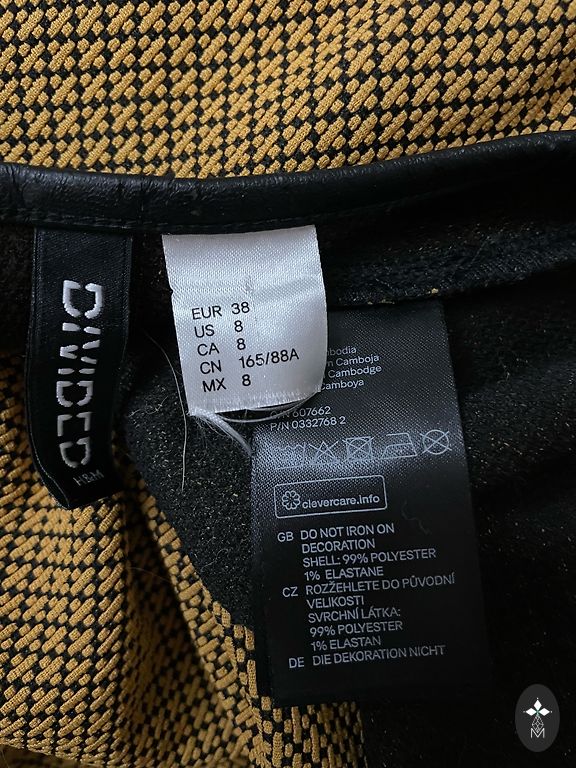 DIVIDED
H&M
EUR 38
US 8
CA 8
CN 165/88A
MX 8
Camboja
Cambodge
Camboya
607662
P/N 0332768 2
clevercare.info
GB DO NOT IRON ON
DECORATION
SHELL: 99% POLYESTER
1% ELASTANE
CZ ROZŽEHLETE DO PŮVODNÍ
VELIKOSTI
SVRCHNÍ LÁTKA:
99% POLYESTER
1% ELASTAN
DE DIE DEKORATION NICHT
M